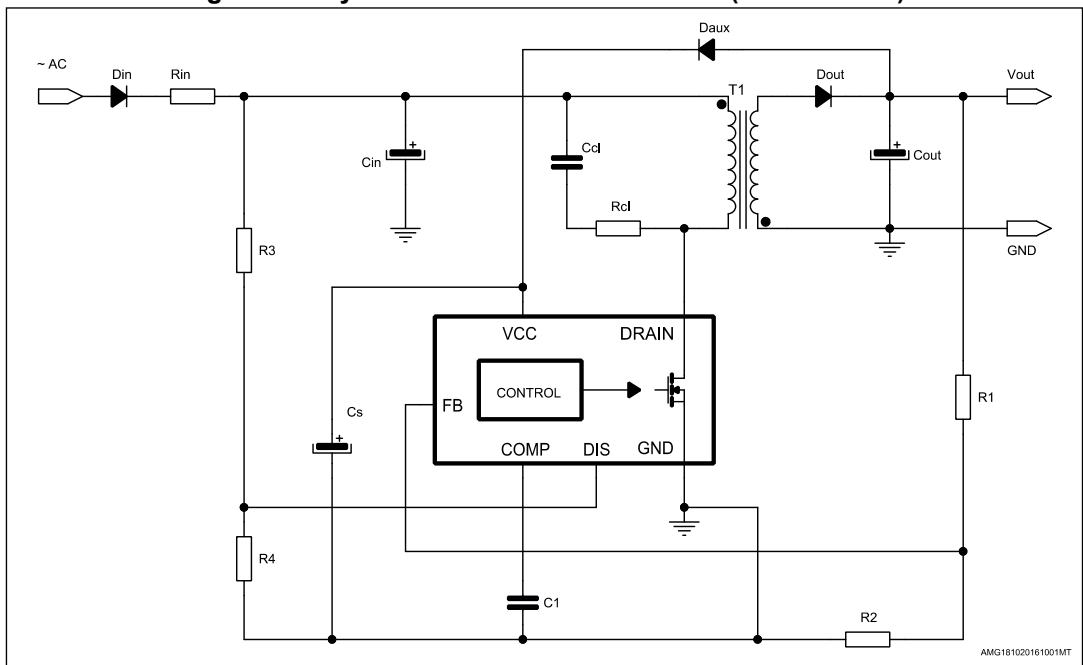 ~ AC
Din
Rin
Daux
T1
Dout
Vout
Cin
Ccl
Cout
Rcl
GND
R3
VCC
DRAIN
CONTROL
FB
R1
Cs
COMP
DIS
GND
R4
C1
R2
AMG181020161001MT